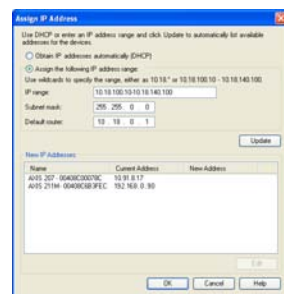 Assign IP Address
Use DHCP or enter an IP address range and click Update to automatically list available
addresses for the devices.
Obtain IP addresses automatically (DHCP)
Assign the following IP address range:
Use wildcards to specify the range, either as 10.18.* or 10.18.100.10 - 10.18.140.100
IP range: 10.18.100.10-10.18.140.100
Subnet mask: 255 . 255 . 0 . 0
Default router: 10 . 18 . 0 . 1
Update
New IP Addresses
Name Current Address New Address
AXIS 207 - 00408C00078C 10.91.8.17
AXIS 211M - 00408C6B3FEC 192.168.0.90
Edit
OK Cancel Help